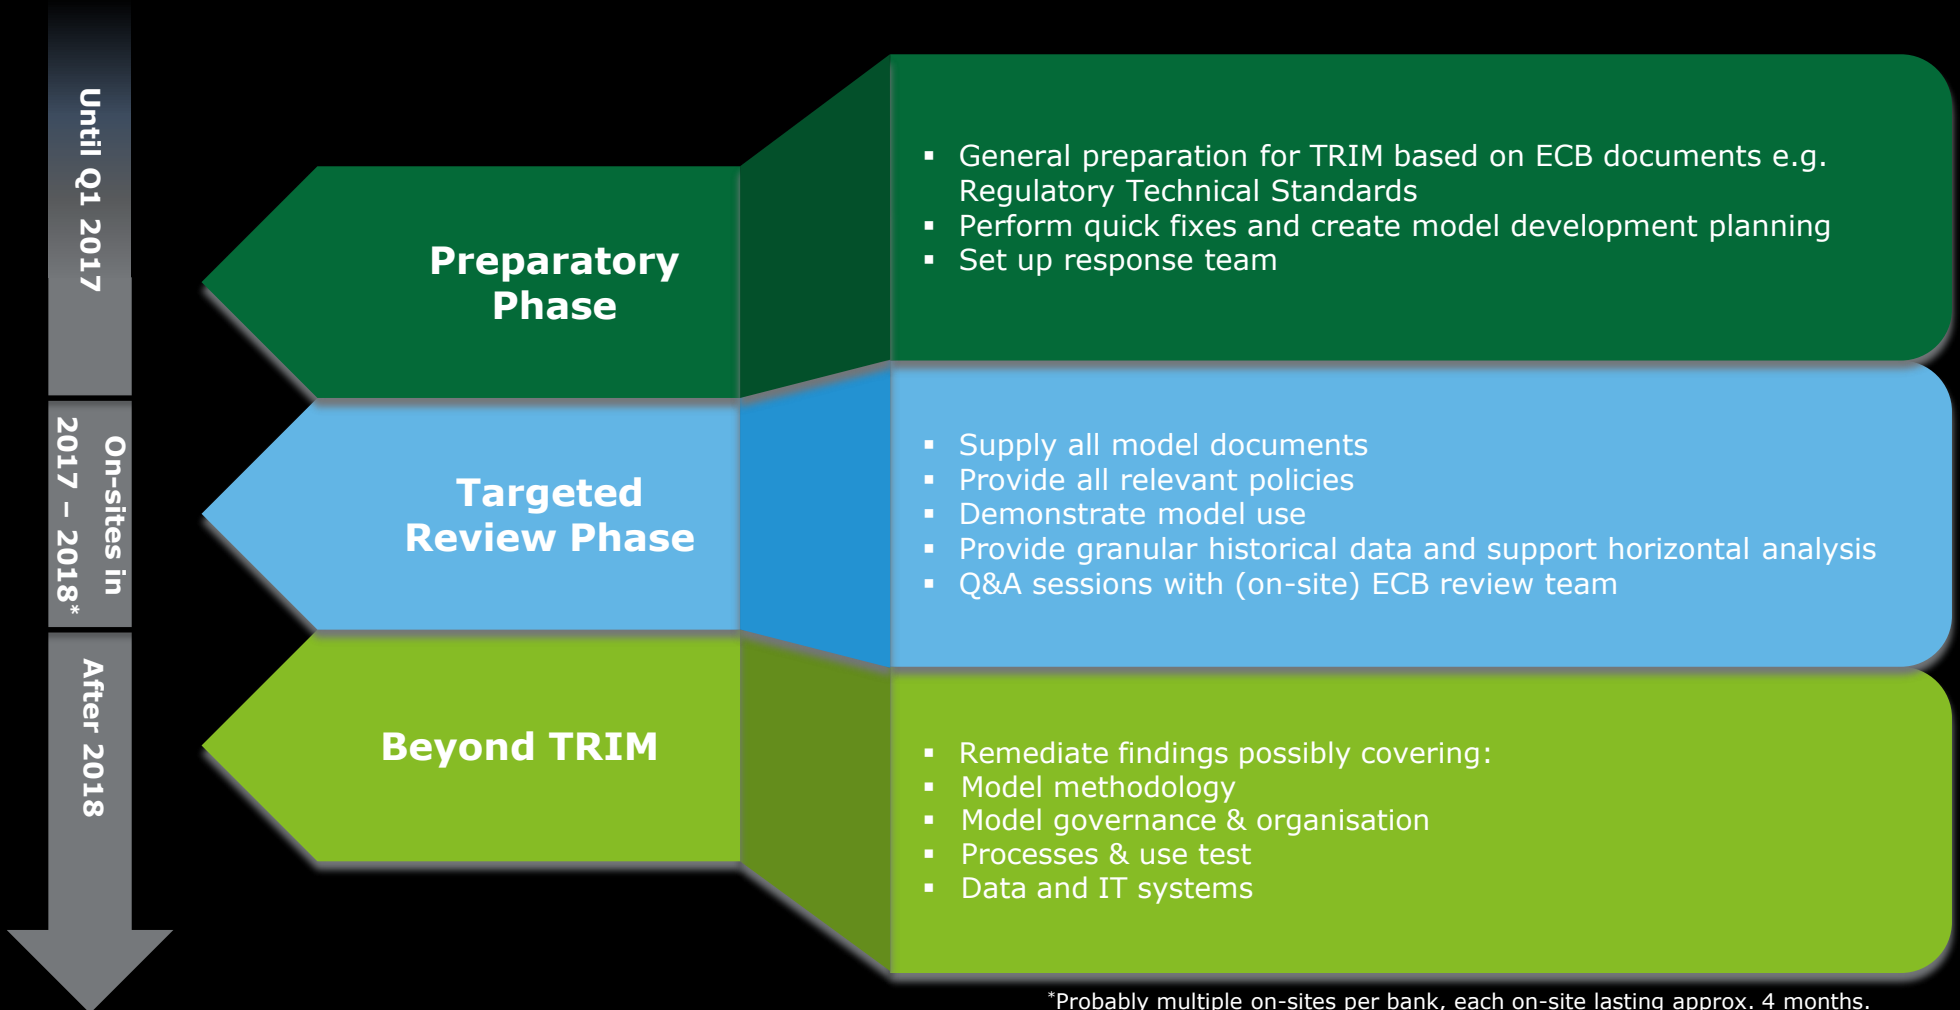 Until Q1 2017
Preparatory
Phase
▪ General preparation for TRIM based on ECB documents e.g.
Regulatory Technical Standards
▪ Perform quick fixes and create model development planning
▪ Set up response team
On-sites in
2017 – 2018*
Targeted
Review Phase
▪ Supply all model documents
▪ Provide all relevant policies
▪ Demonstrate model use
▪ Provide granular historical data and support horizontal analysis
▪ Q&A sessions with (on-site) ECB review team
After 2018
Beyond TRIM
▪ Remediate findings possibly covering:
▪ Model methodology
▪ Model governance & organisation
▪ Processes & use test
▪ Data and IT systems
*Probably multiple on-sites per bank, each on-site lasting approx. 4 months.